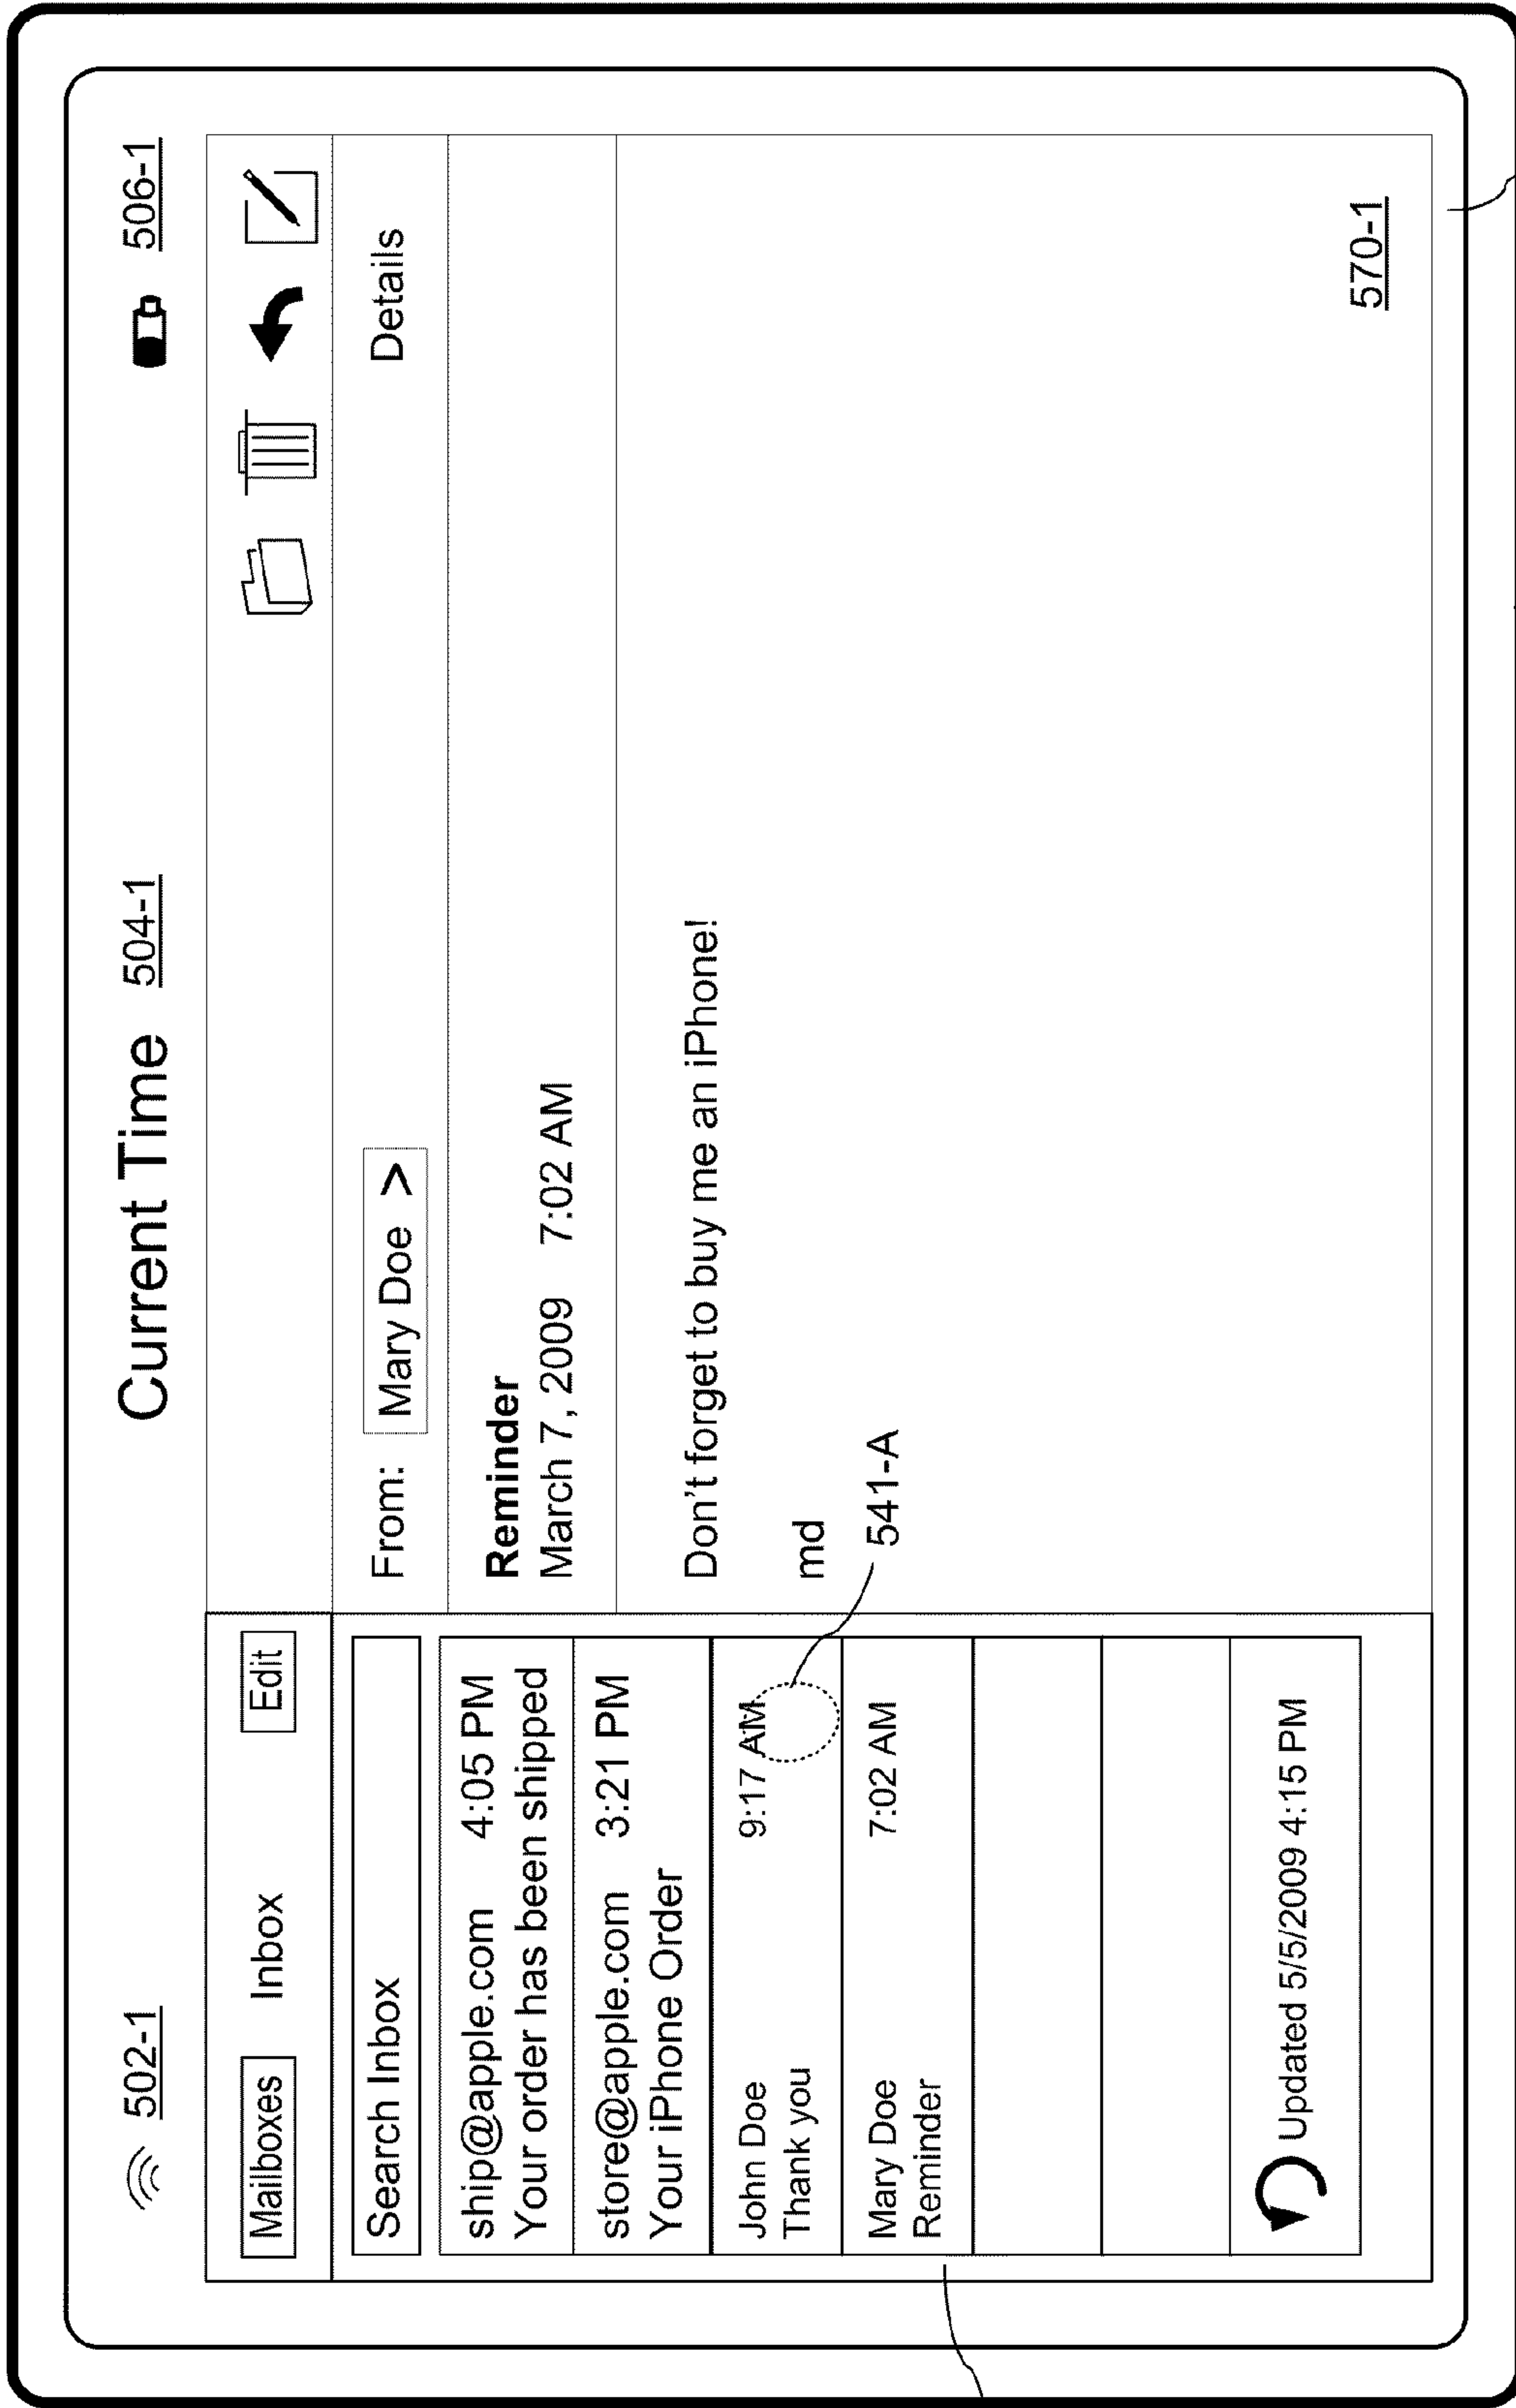 502-1
Current Time 504-1
506-1
Mailboxes Inbox Edit
Search Inbox
ship@apple.com 4:05 PM
Your order has been shipped
store@apple.com 3:21 PM
Your iPhone Order
John Doe 9:17 AM
Thank you
Mary Doe 7:02 AM
Reminder
Updated 5/5/2009 4:15 PM
From: Mary Doe > Details
Reminder
March 7, 2009 7:02 AM
Don't forget to buy me an iPhone!
md
541-A
570-1